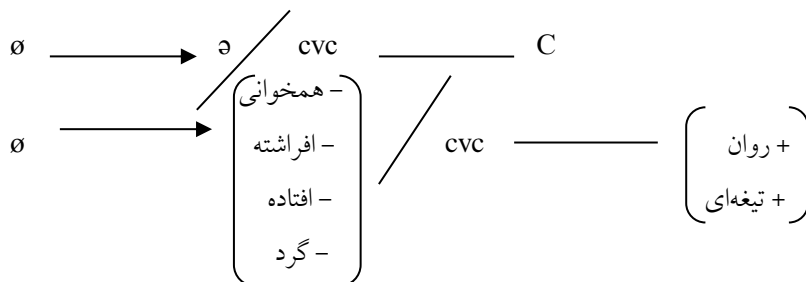 ø ə cvc C
– همخوانی
ø cvc + روان
– افراشته
– افتاده + تیغه‌ای
– گرد